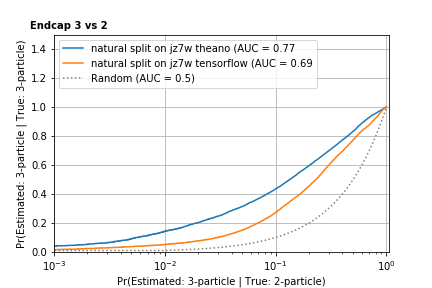 Endcap 3 vs 2
natural split on jz7w theano (AUC = 0.77
natural split on jz7w tensorflow (AUC = 0.69
Random (AUC = 0.5)
Pr(Estimated: 3-particle | True: 3-particle)
1.4
1.2
1.0
0.8
0.6
0.4
0.2
0.0
10⁻³
10⁻²
10⁻¹
10⁰
Pr(Estimated: 3-particle | True: 2-particle)